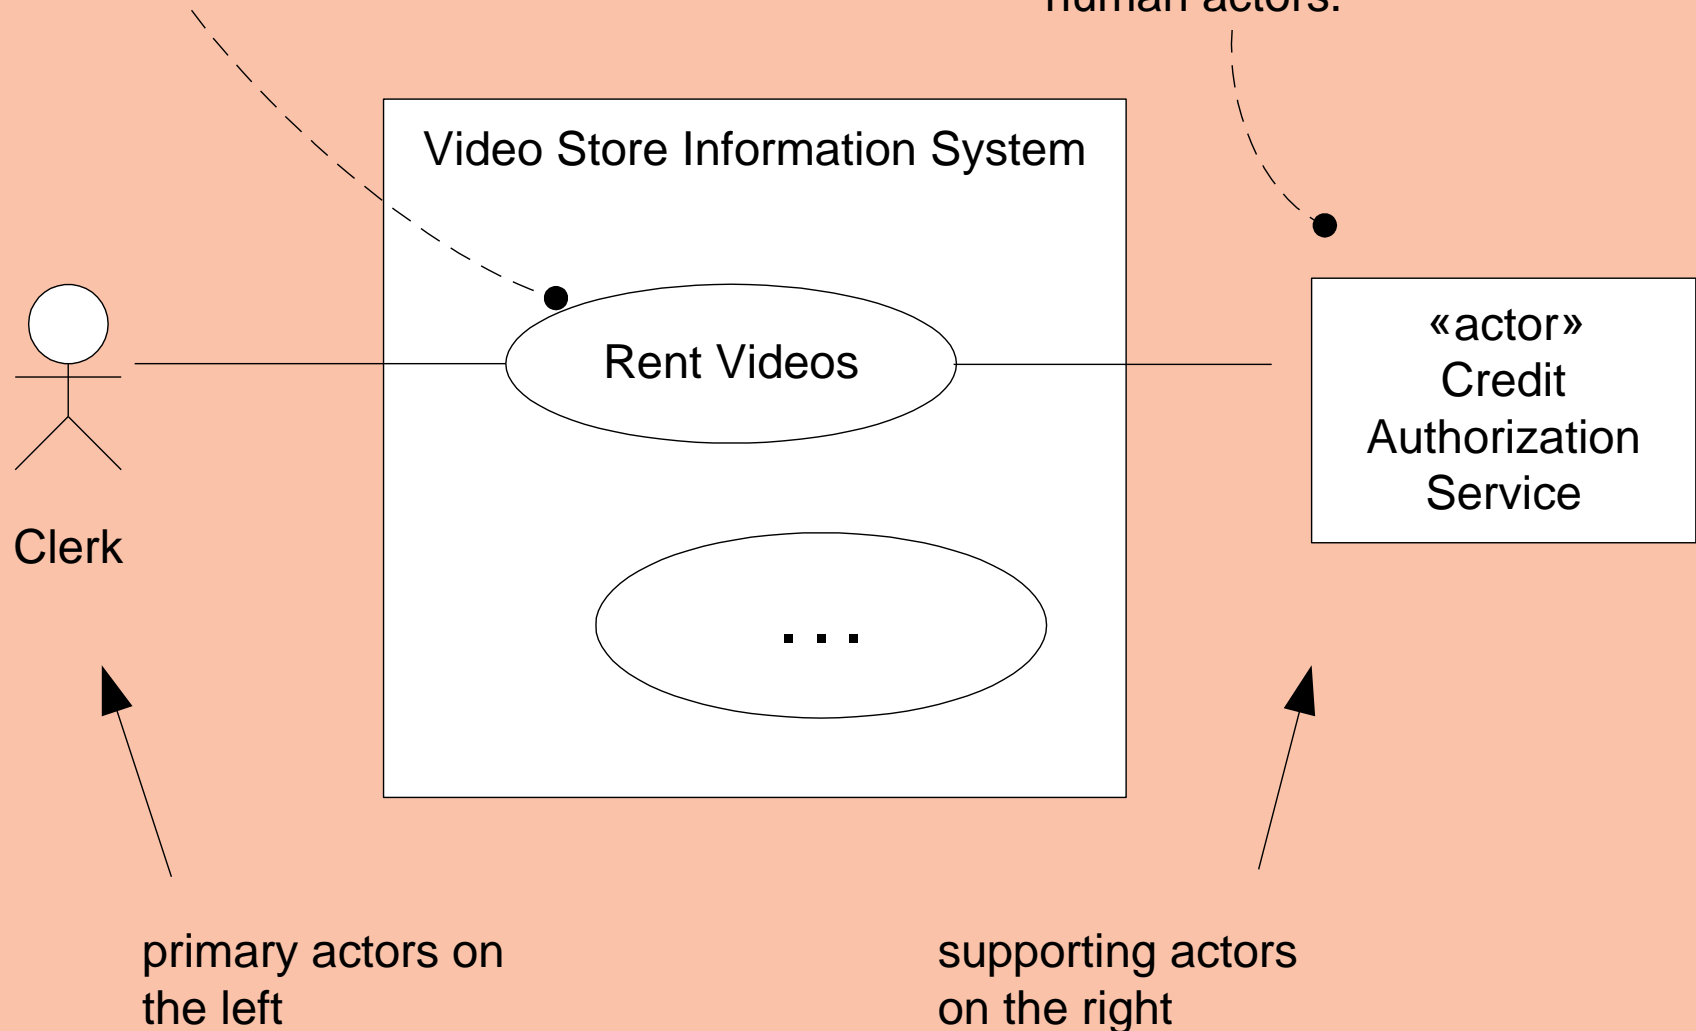 human actors.
Video Store Information System
Rent Videos
«actor»
Credit
Authorization
Service
Clerk
. . .
primary actors on
the left
supporting actors
on the right